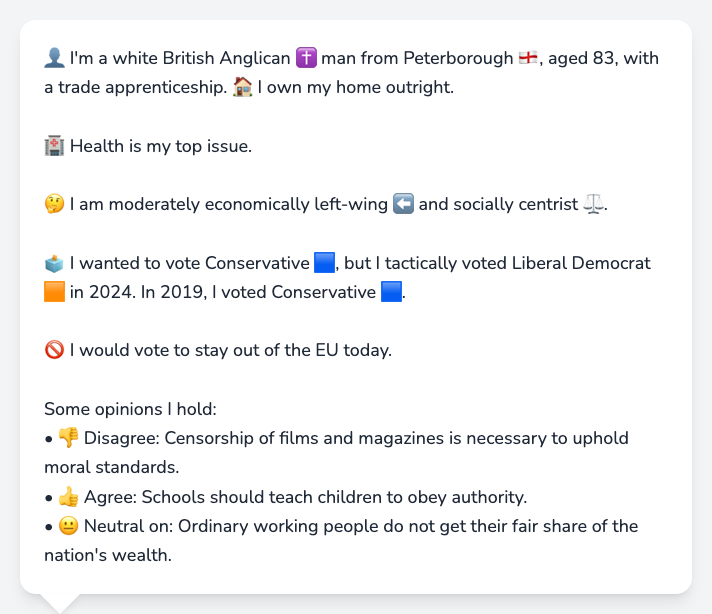 👤 I'm a white British Anglican ✝️ man from Peterborough 🏴󠁧󠁢󠁥󠁮󠁧󠁿, aged 83, with
a trade apprenticeship. 🏠 I own my home outright.
🏥 Health is my top issue.
🤔 I am moderately economically left-wing ⬅️ and socially centrist ⚖️.
🗳️ I wanted to vote Conservative 🟦, but I tactically voted Liberal Democrat
🟧 in 2024. In 2019, I voted Conservative 🟦.
🚫 I would vote to stay out of the EU today.
Some opinions I hold:
• 👎 Disagree: Censorship of films and magazines is necessary to uphold
moral standards.
• 👍 Agree: Schools should teach children to obey authority.
• 😐 Neutral on: Ordinary working people do not get their fair share of the
nation's wealth.